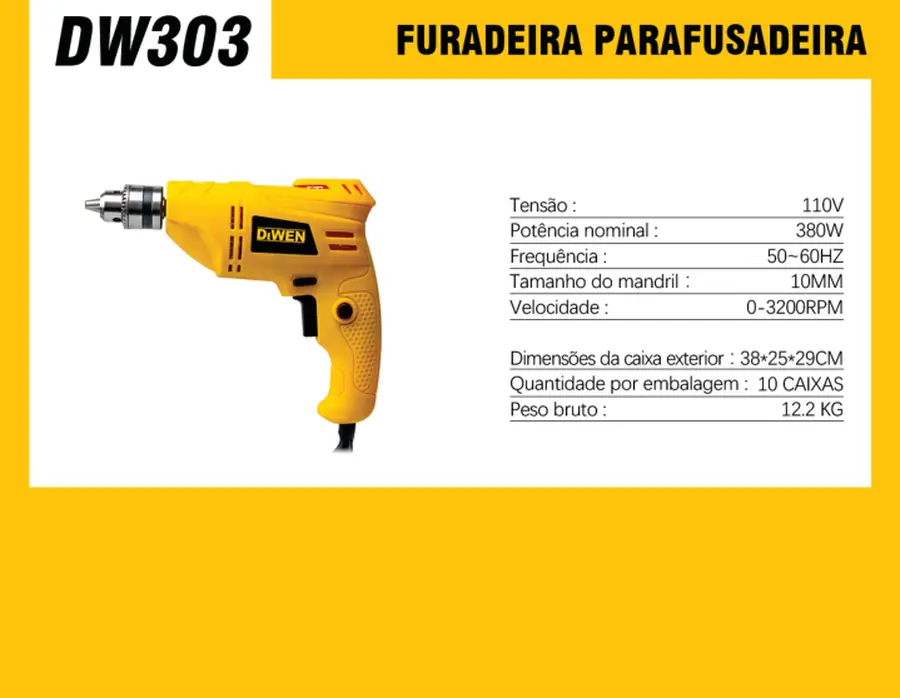 DW303
FURADEIRA PARAFUSADEIRA
DiWEN
Tensão : 110V
Potência nominal : 380W
Frequência : 50~60HZ
Tamanho do mandril : 10MM
Velocidade : 0-3200RPM
Dimensões da caixa exterior : 38*25*29CM
Quantidade por embalagem : 10 CAIXAS
Peso bruto : 12.2 KG